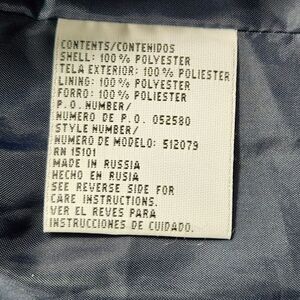 CONTENTS/CONTENIDOS
SHELL: 100% POLYESTER
TELA EXTERIOR: 100% POLIESTER
LINING: 100% POLYESTER
FORRO: 100% POLIESTER
P.O. NUMBER/
NUMERO DE P.O. 052580
STYLE NUMBER/
NUMERO DE MODELO: 512079
RN 15101
MADE IN RUSSIA
HECHO EN RUSIA
SEE REVERSE SIDE FOR
CARE INSTRUCTIONS.
VER EL REVES PARA
INSTRUCCIONES DE CUIDADO.